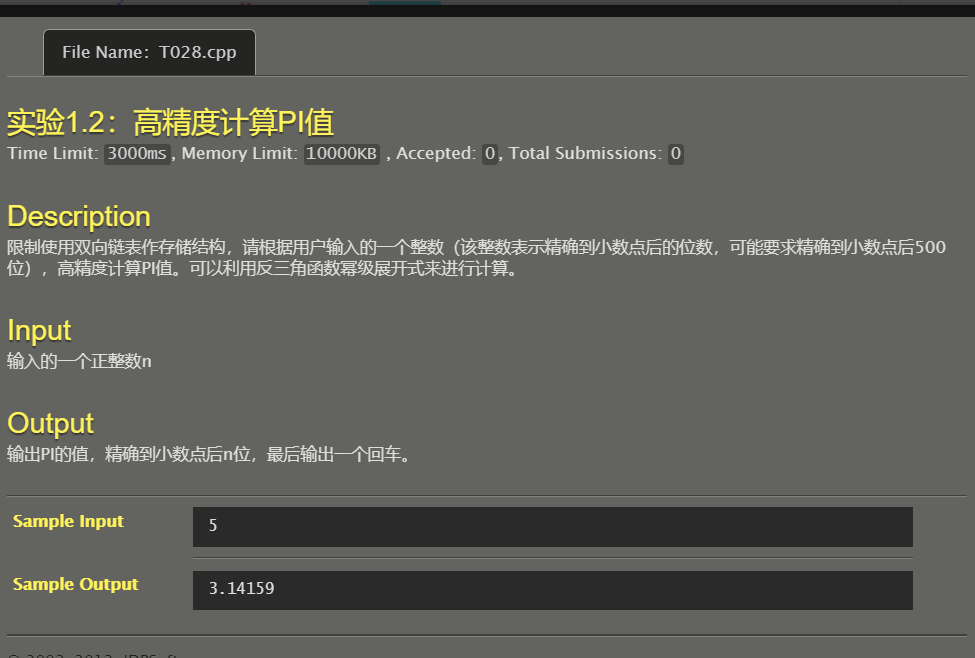 File Name: T028.cpp
实验1.2：高精度计算PI值
Time Limit: 3000ms, Memory Limit: 10000KB , Accepted: 0, Total Submissions: 0
Description
限制使用双向链表作存储结构，请根据用户输入的一个整数（该整数表示精确到小数点后的位数，可能要求精确到小数点后500
位），高精度计算PI值。可以利用反三角函数幂级展开式来进行计算。
Input
输入的一个正整数n
Output
输出PI的值，精确到小数点后n位，最后输出一个回车。
Sample Input
5
Sample Output
3.14159